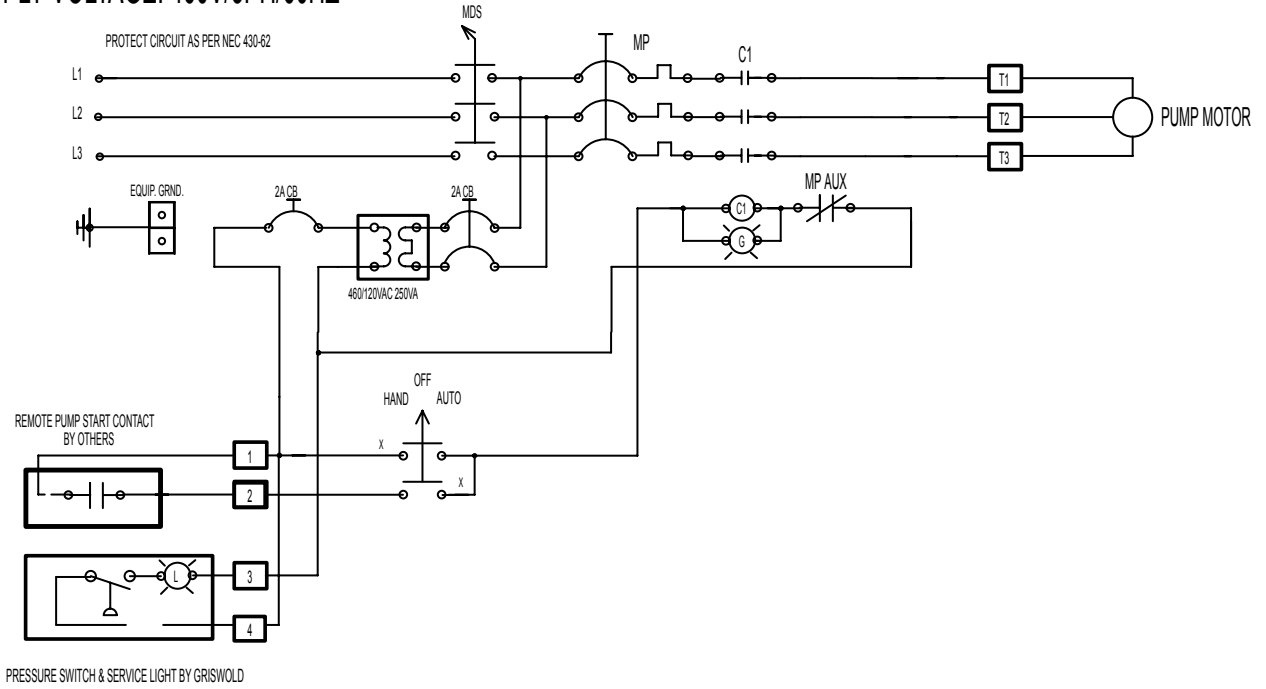 PROTECT CIRCUIT AS PER NEC 430-62
MDS
MP
C1
L1
T1
L2
T2
PUMP MOTOR
L3
T3
EQUIP. GRND.
2A CB
2A CB
MP AUX
C1
G
460/120VAC 250VA
OFF
HAND AUTO
REMOTE PUMP START CONTACT
BY OTHERS
X
1
X
2
L
3
4
PRESSURE SWITCH & SERVICE LIGHT BY GRISWOLD